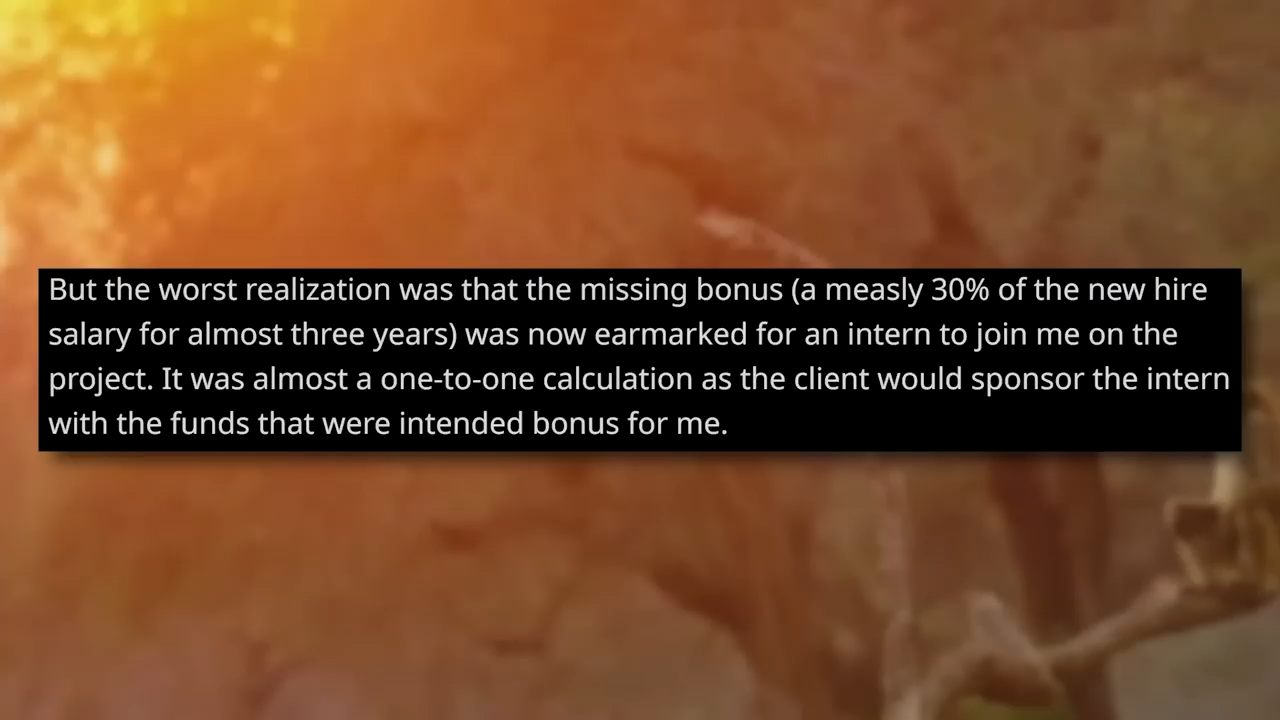 But the worst realization was that the missing bonus (a measly 30% of the new hire
salary for almost three years) was now earmarked for an intern to join me on the
project. It was almost a one-to-one calculation as the client would sponsor the intern
with the funds that were intended bonus for me.